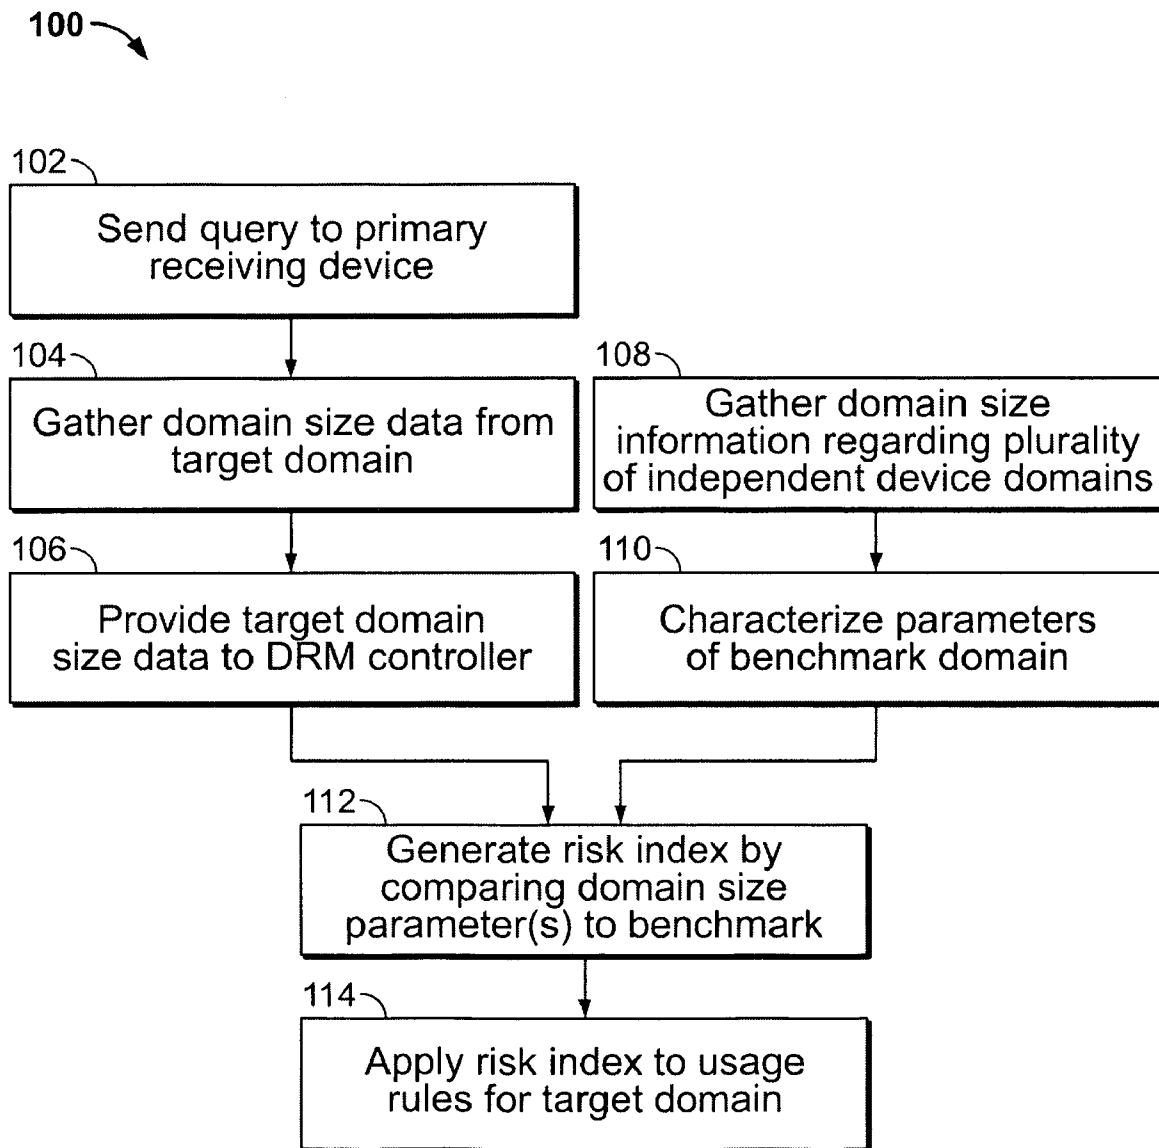 100
102
Send query to primary
receiving device
104
Gather domain size data from
target domain
108
Gather domain size
information regarding plurality
of independent device domains
106
Provide target domain
size data to DRM controller
110
Characterize parameters
of benchmark domain
112
Generate risk index by
comparing domain size
parameter(s) to benchmark
114
Apply risk index to usage
rules for target domain